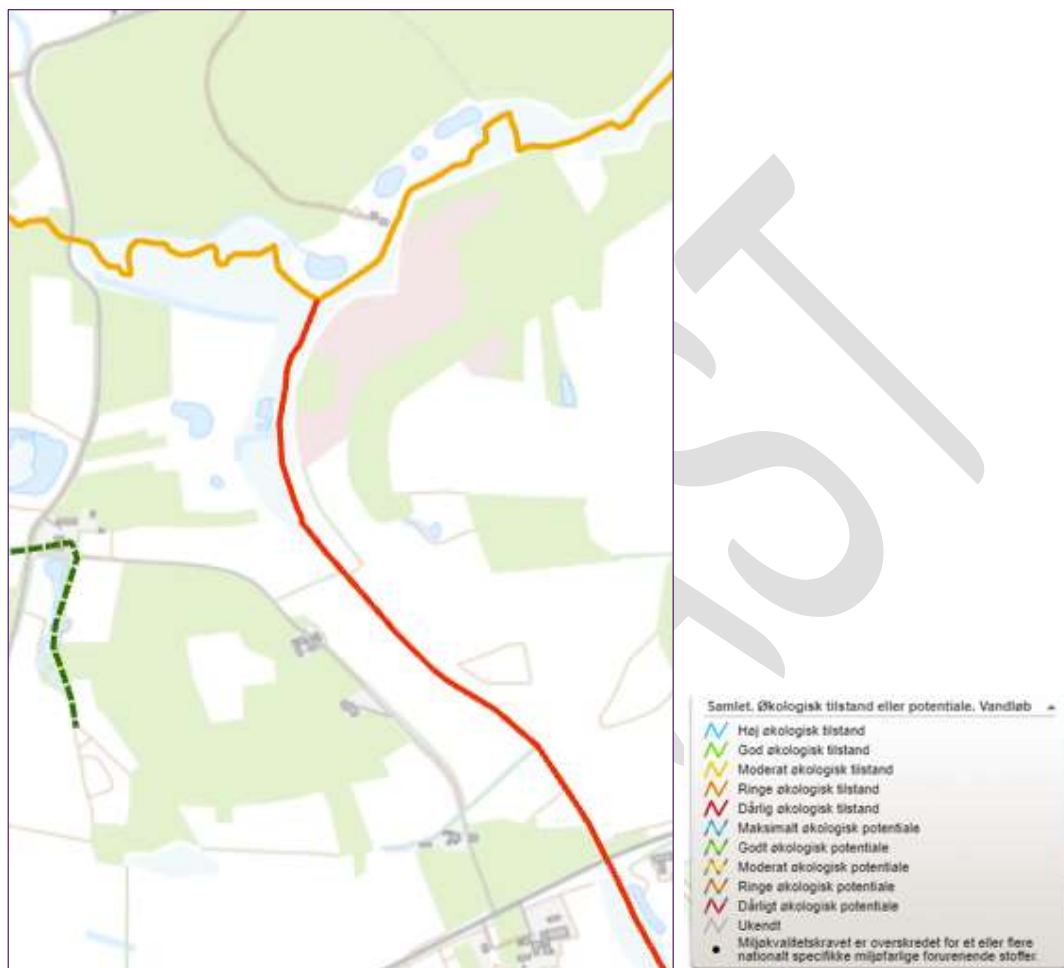 Samlet. Økologisk tilstand eller potentiale. Vandløb
Høj økologisk tilstand
God økologisk tilstand
Moderat økologisk tilstand
Ringe økologisk tilstand
Dårlig økologisk tilstand
Maksimalt økologisk potentiale
Godt økologisk potentiale
Moderat økologisk potentiale
Ringe økologisk potentiale
Dårligt økologisk potentiale
Ukendt
Miljøkvalitetskravet er overskredet for et eller flere
nationalt specifikke miljøfarlige forurenende stoffer.